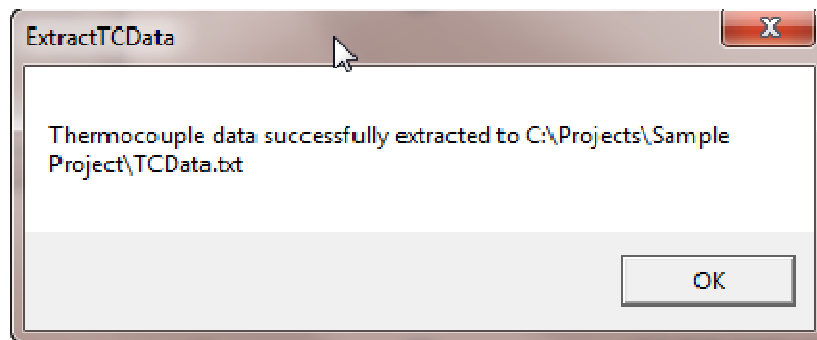 ExtractTCData
X
Thermocouple data successfully extracted to C:\Projects\Sample
Project\TCData.txt
OK